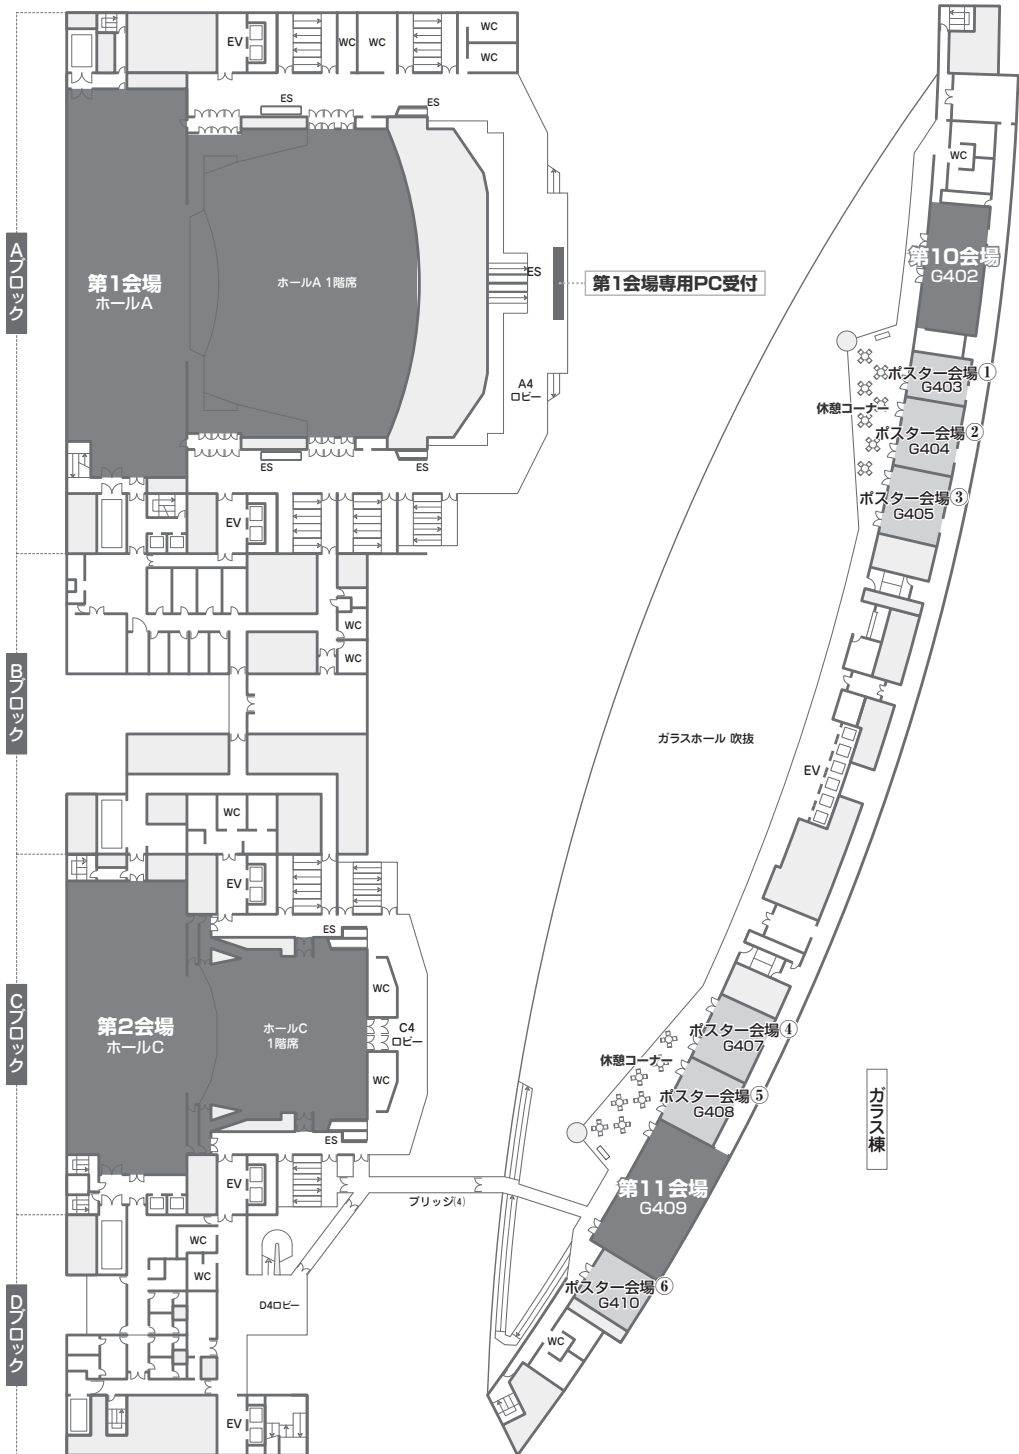 EV
WC
WC
WC
WC
ES
ES
WC
Aブロック
第1会場
ホールA
ホールA 1階席
ES
第1会場専用PC受付
第10会場
G402
A4
ロビー
ポスター会場①
G403
休憩コーナー
ポスター会場②
G404
ES
ES
ポスター会場③
G405
EV
WC
WC
Bブロック
ガラスホール 吹抜
EV
WC
EV
ES
Cブロック
第2会場
ホールC
ホールC
1階席
WC
C4
ロビー
WC
ES
ポスター会場④
G407
休憩コーナー
ポスター会場⑤
G408
ガラス棟
EV
ブリッジ(4)
第11会場
G409
WC
WC
Dブロック
D4ロビー
ポスター会場⑥
G410
WC
EV